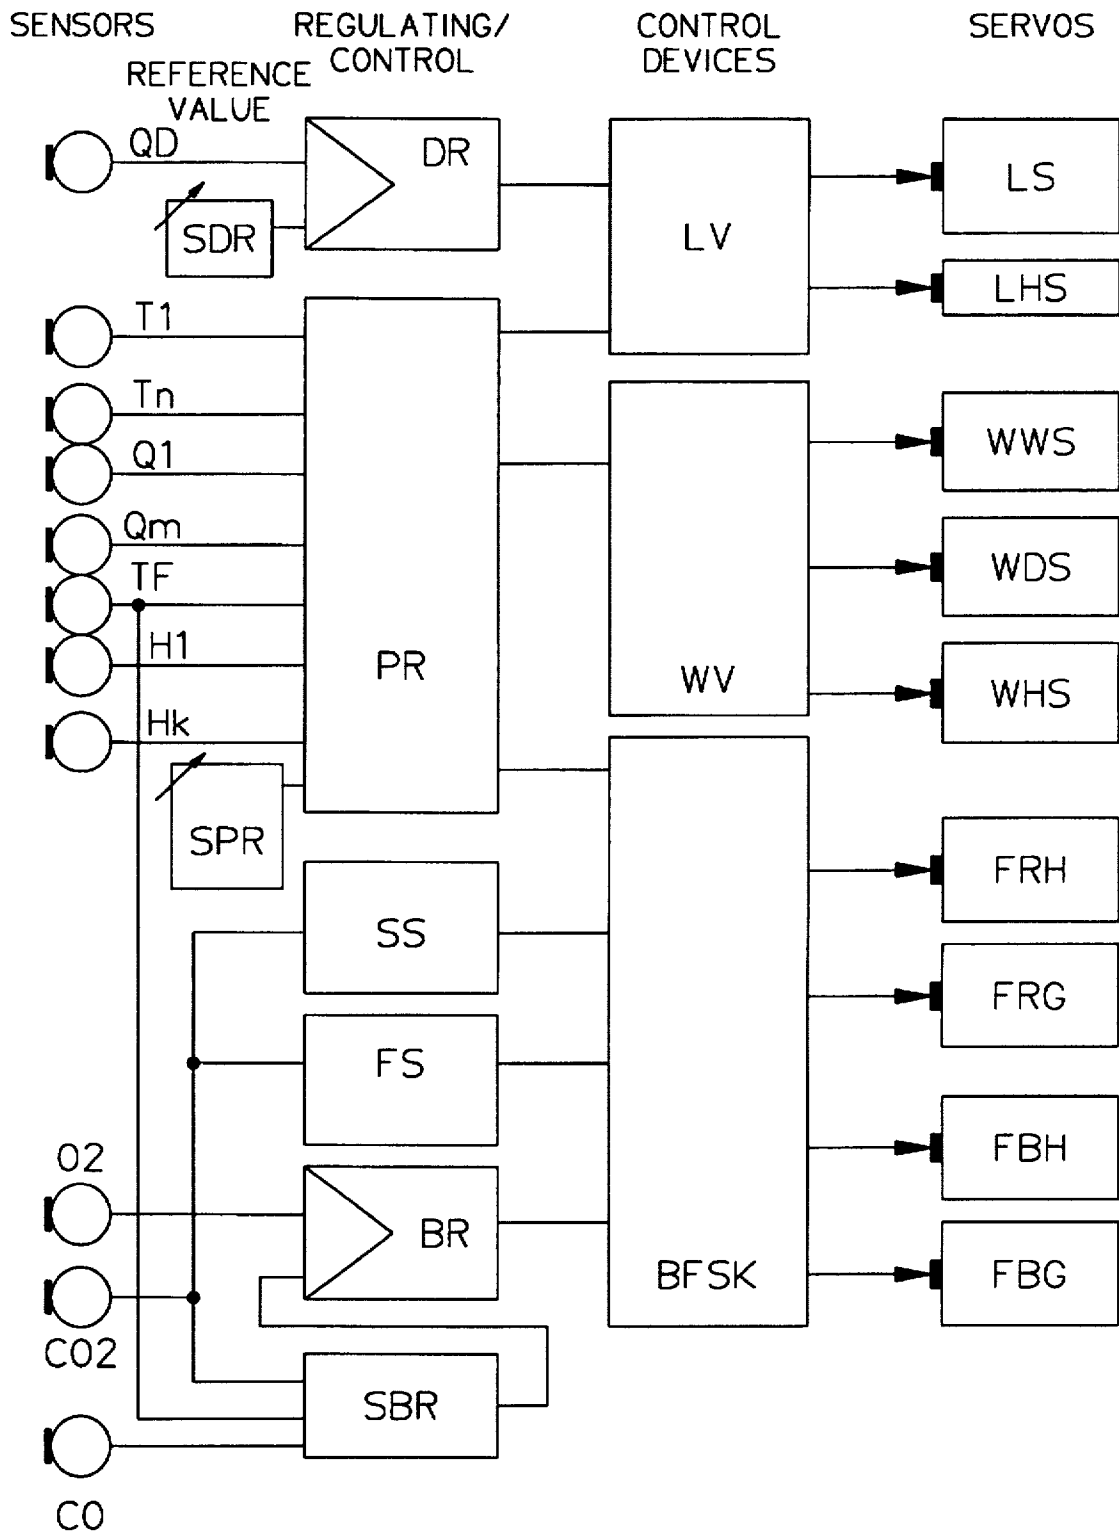 SENSORS
REGULATING/
CONTROL
CONTROL
DEVICES
SERVOS
REFERENCE
VALUE
QD
DR
LS
SDR
LV
LHS
T1
Tn
WWS
Q1
Qm
WDS
TF
H1
PR
WV
WHS
Hk
SPR
FRH
SS
FRG
FS
O2
FBH
BR
BFSK
FBG
CO2
SBR
CO